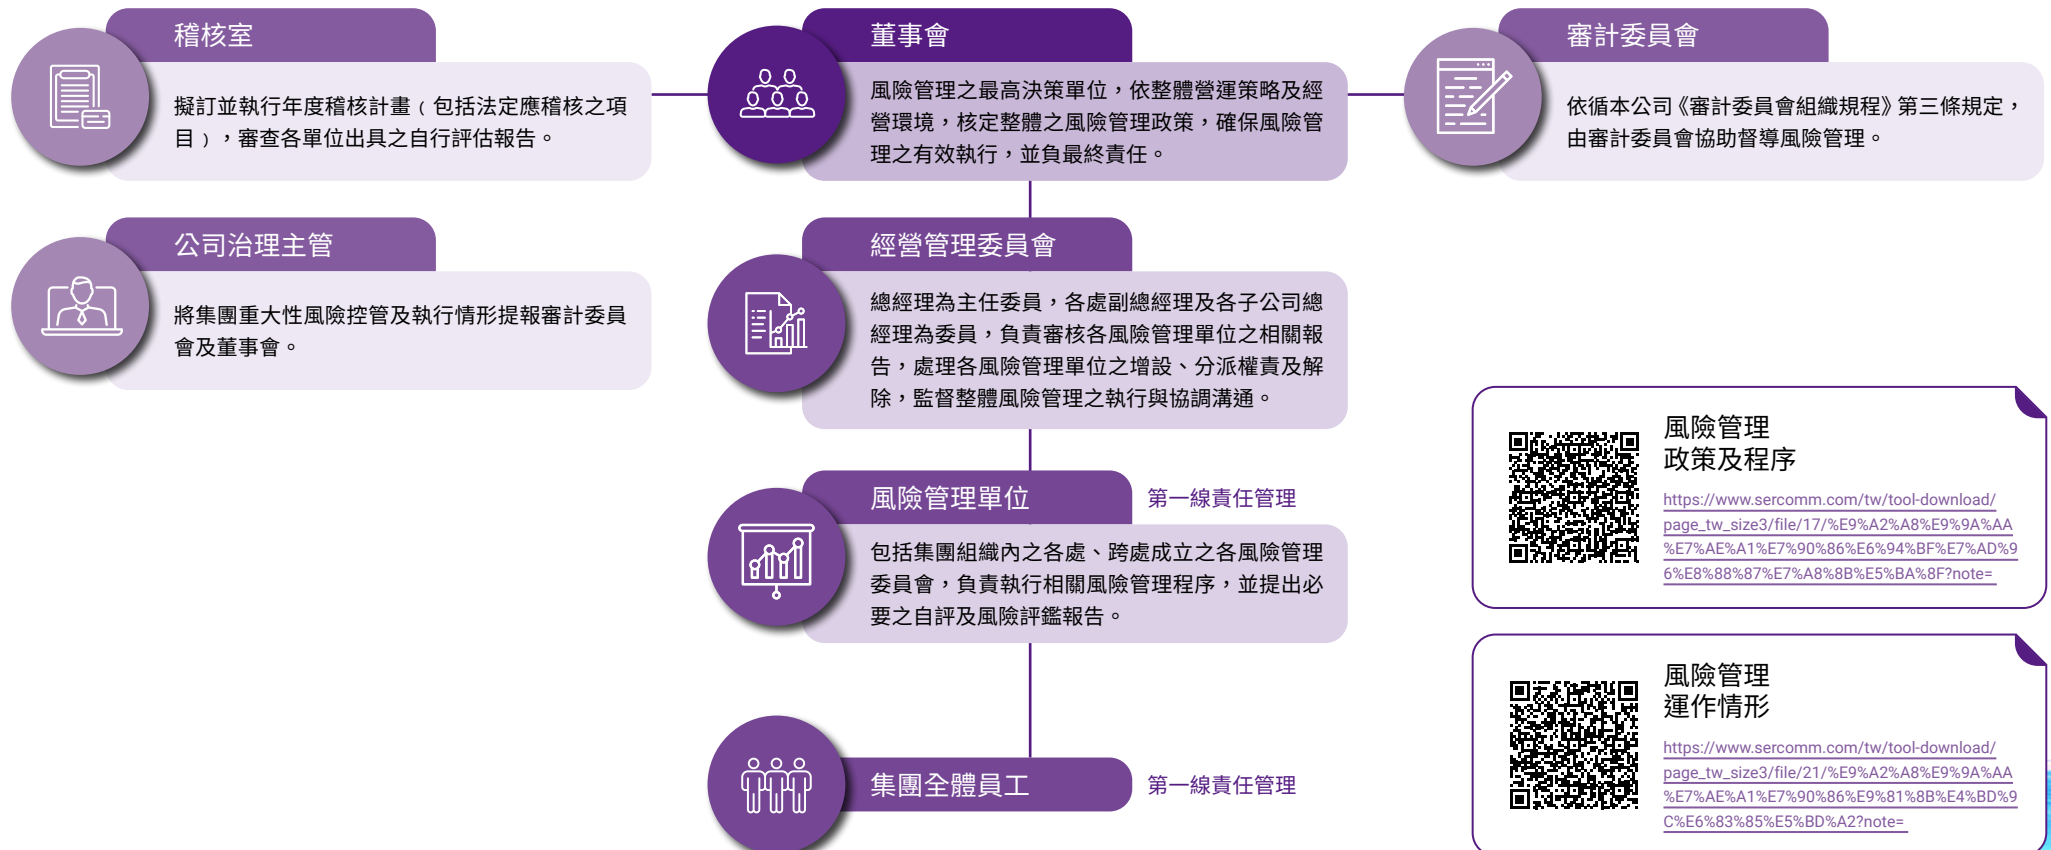 稽核室
擬訂並執行年度稽核計畫（包括法定應稽核之項
目），審查各單位出具之自行評估報告。
董事會
風險管理之最高決策單位，依整體營運策略及經
營環境，核定整體之風險管理政策，確保風險管
理之有效執行，並負最終責任。
審計委員會
依循本公司《審計委員會組織規程》第三條規定，
由審計委員會協助督導風險管理。
公司治理主管
將集團重大性風險控管及執行情形提報審計委員
會及董事會。
經營管理委員會
總經理為主任委員，各處副總經理及各子公司總
經理為委員，負責審核各風險管理單位之相關報
告，處理各風險管理單位之增設、分派權責及解
除，監督整體風險管理之執行與協調溝通。
風險管理單位
第一線責任管理
包括集團組織內之各處、跨處成立之各風險管理
委員會，負責執行相關風險管理程序，並提出必
要之自評及風險評鑑報告。
集團全體員工
第一線責任管理
風險管理
政策及程序
https://www.sercomm.com/tw/tool-download/
page_tw_size3/file/17/%E9%A2%A8%E9%9A%AA
%E7%AE%A1%E7%90%86%E6%94%BF%E7%AD%9
6%E8%88%87%E7%A8%8B%E5%BA%8F?note=
風險管理
運作情形
https://www.sercomm.com/tw/tool-download/
page_tw_size3/file/21/%E9%A2%A8%E9%9A%AA
%E7%AE%A1%E7%90%86%E9%81%8B%E4%BD%9
C%E6%83%85%E5%BD%A2?note=